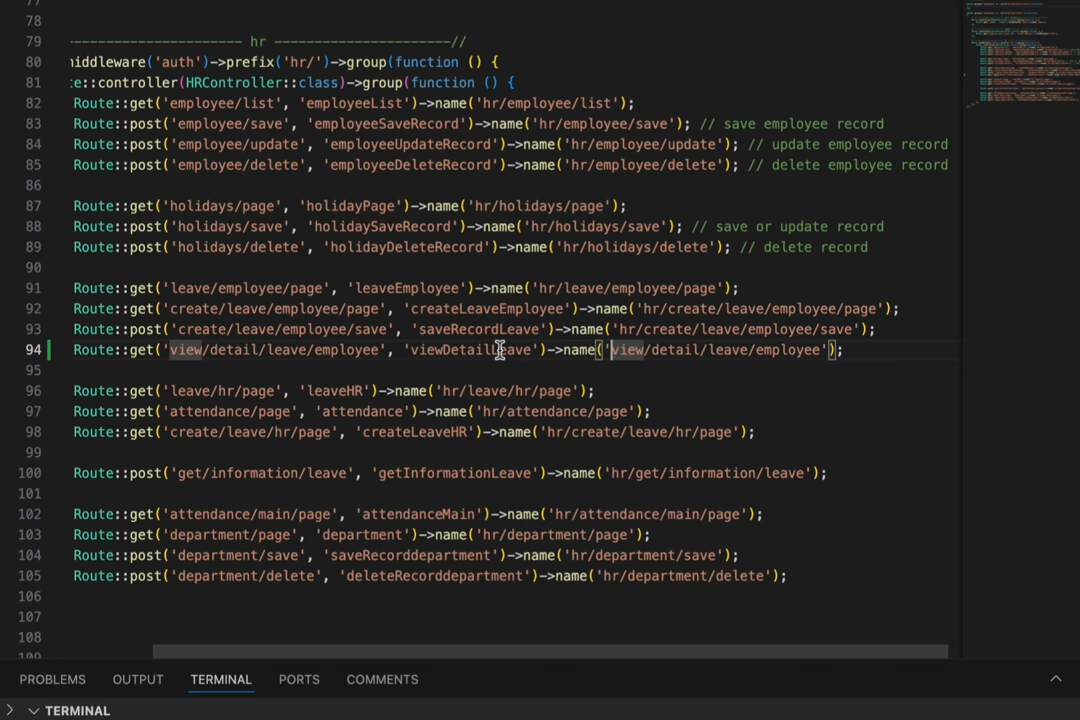 77
78
79 ---------------------- hr ----------------------//
80 middleware('auth')->prefix('hr/')->group(function () {
81 te::controller(HRController::class)->group(function () {
82 Route::get('employee/list', 'employeeList')->name('hr/employee/list');
83 Route::post('employee/save', 'employeeSaveRecord')->name('hr/employee/save'); // save employee record
84 Route::post('employee/update', 'employeeUpdateRecord')->name('hr/employee/update'); // update employee record
85 Route::post('employee/delete', 'employeeDeleteRecord')->name('hr/employee/delete'); // delete employee record
86
87 Route::get('holidays/page', 'holidayPage')->name('hr/holidays/page');
88 Route::post('holidays/save', 'holidaySaveRecord')->name('hr/holidays/save'); // save or update record
89 Route::post('holidays/delete', 'holidayDeleteRecord')->name('hr/holidays/delete'); // delete record
90
91 Route::get('leave/employee/page', 'leaveEmployee')->name('hr/leave/employee/page');
92 Route::get('create/leave/employee/page', 'createLeaveEmployee')->name('hr/create/leave/employee/page');
93 Route::post('create/leave/employee/save', 'saveRecordLeave')->name('hr/create/leave/employee/save');
94 Route::get('view/detail/leave/employee', 'viewDetailLeave')->name('view/detail/leave/employee');
95
96 Route::get('leave/hr/page', 'leaveHR')->name('hr/leave/hr/page');
97 Route::get('attendance/page', 'attendance')->name('hr/attendance/page');
98 Route::get('create/leave/hr/page', 'createLeaveHR')->name('hr/create/leave/hr/page');
99
100 Route::post('get/information/leave', 'getInformationLeave')->name('hr/get/information/leave');
101
102 Route::get('attendance/main/page', 'attendanceMain')->name('hr/attendance/main/page');
103 Route::get('department/page', 'department')->name('hr/department/page');
104 Route::post('department/save', 'saveRecorddepartment')->name('hr/department/save');
105 Route::post('department/delete', 'deleteRecorddepartment')->name('hr/department/delete');
106
107
108
109
PROBLEMS OUTPUT TERMINAL PORTS COMMENTS
TERMINAL